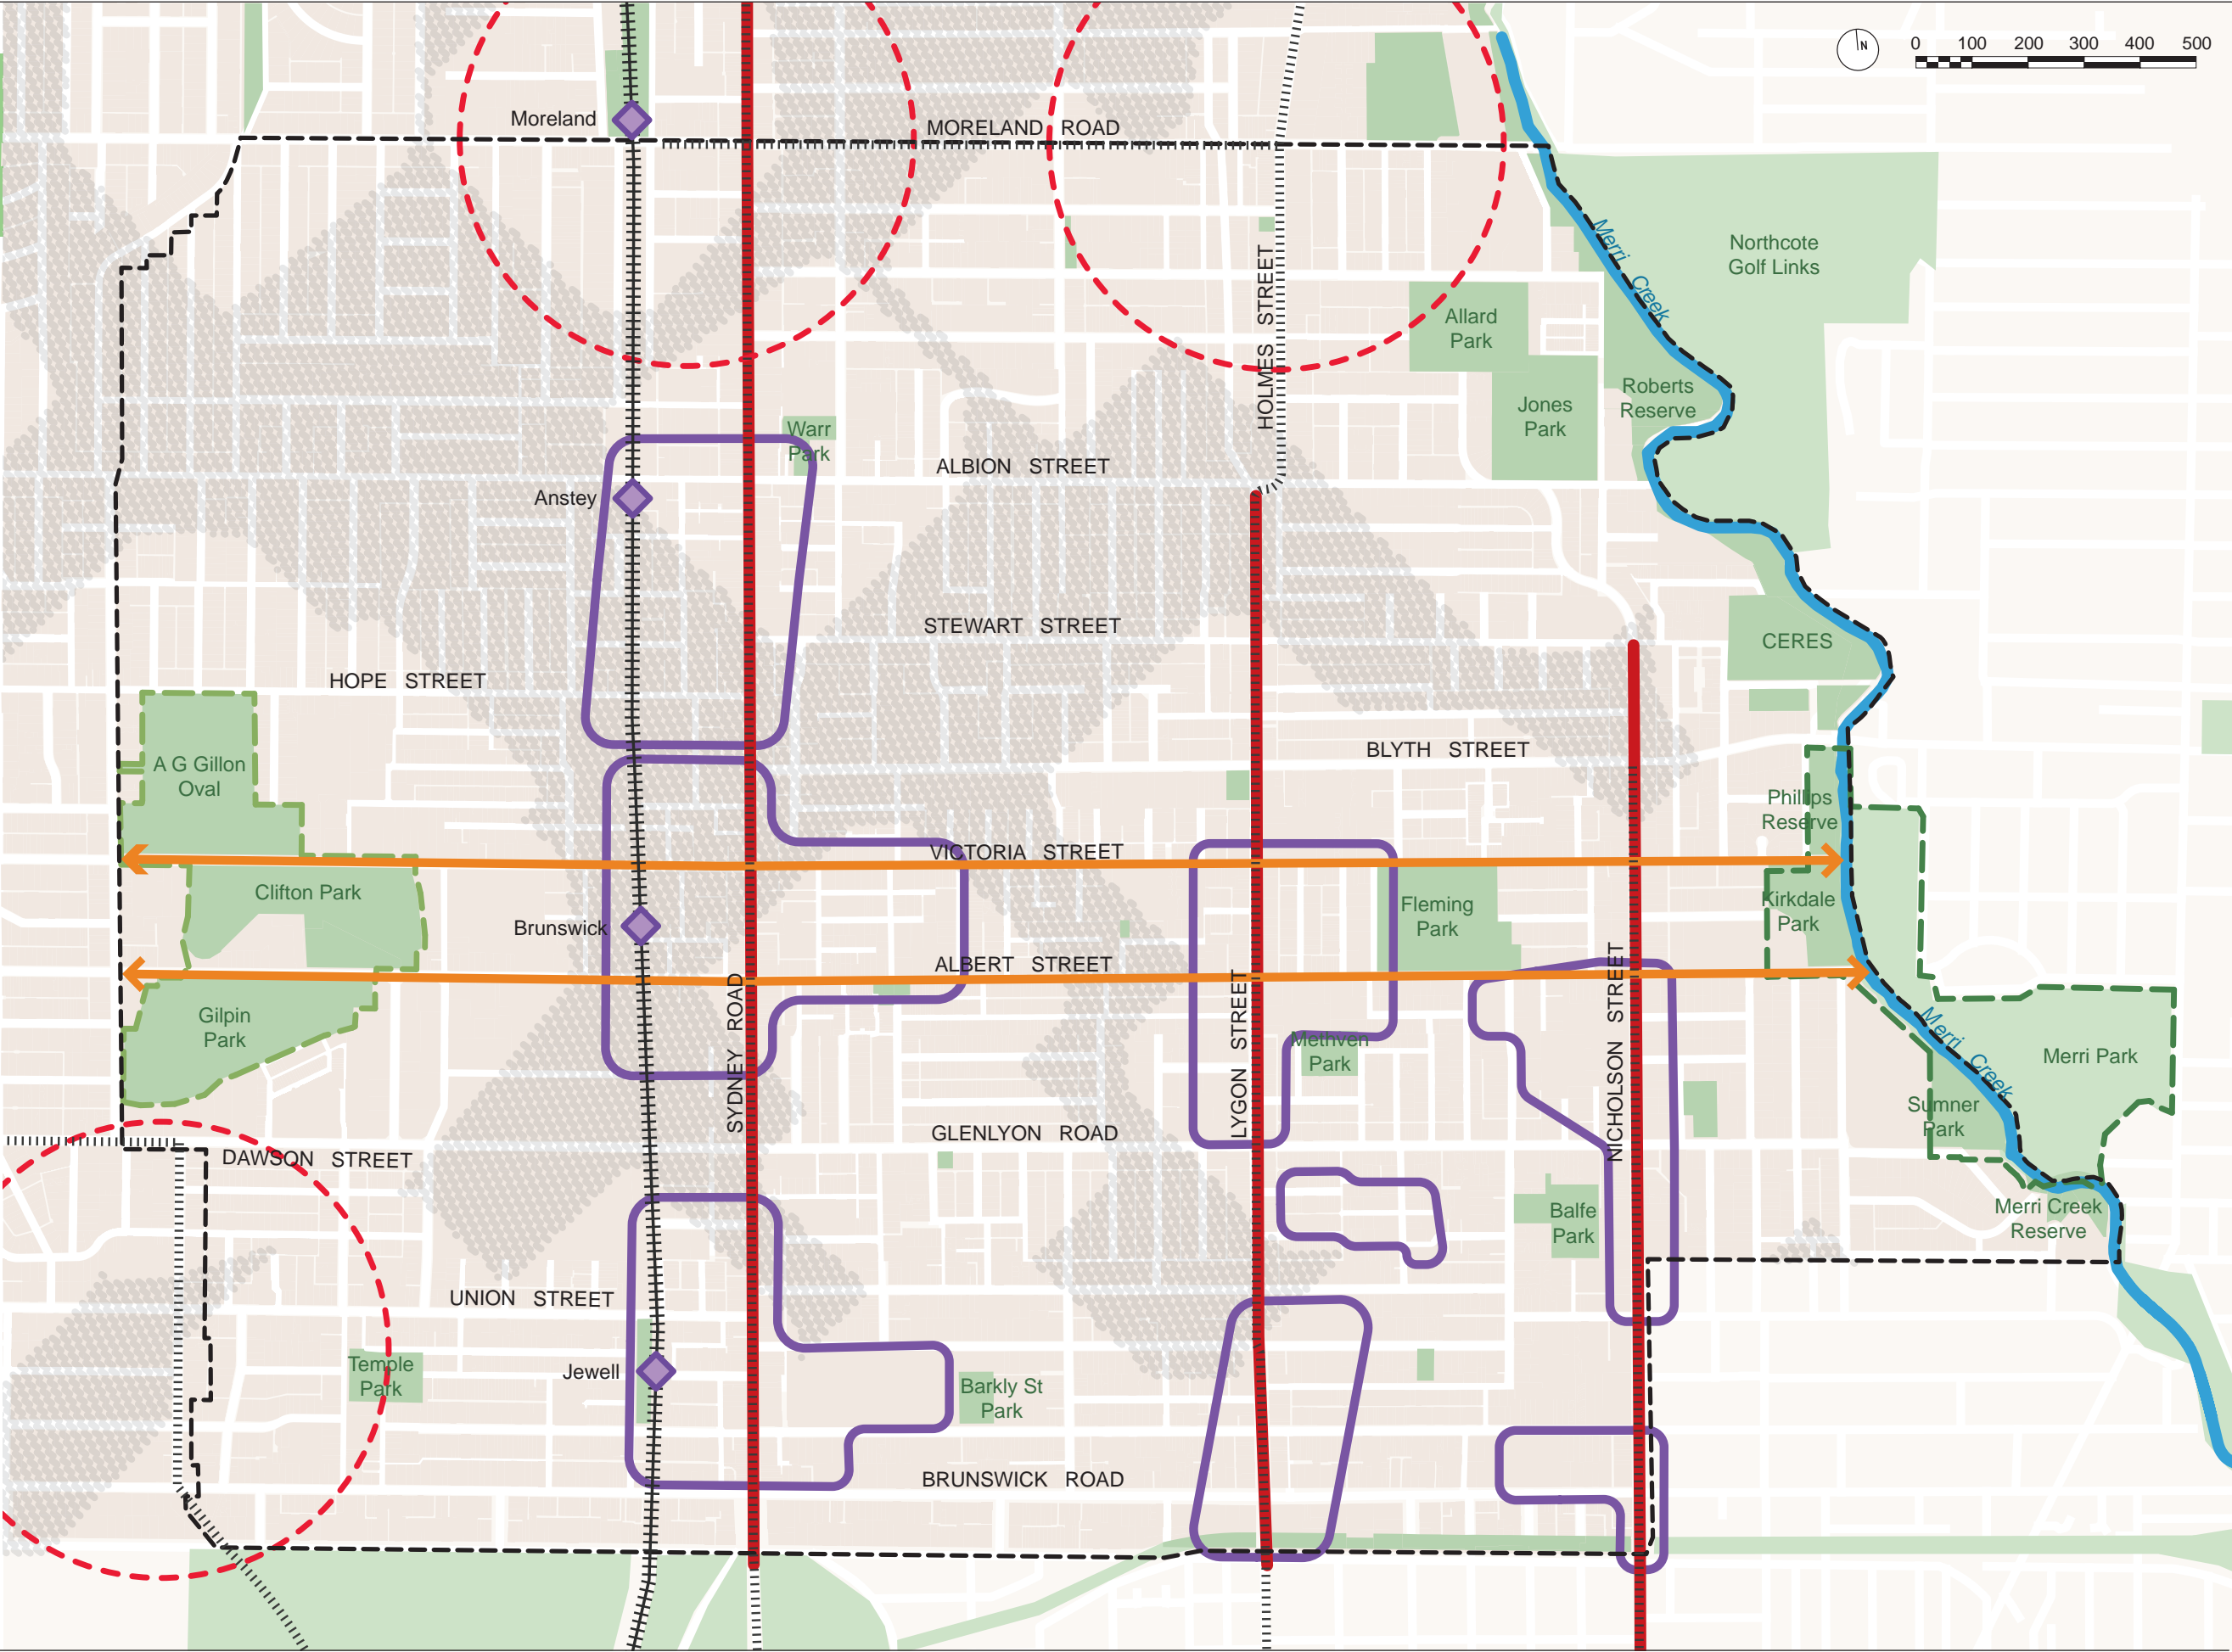 N
0 100 200 300 400 500
Moreland
MORELAND ROAD
Merri Creek
Northcote
Golf Links
HOLMES STREET
Allard
Park
Roberts
Reserve
Jones
Park
Warr
Park
ALBION STREET
Anstey
STEWART STREET
CERES
HOPE STREET
BLYTH STREET
A G Gillon
Oval
Phillips
Reserve
VICTORIA STREET
Clifton Park
Fleming
Park
Kirkdale
Park
Brunswick
ALBERT STREET
SYDNEY ROAD
LYGON STREET
NICHOLSON STREET
Gilpin
Park
Methven
Park
Merri Creek
Merri Park
Sumner
Park
GLENLYON ROAD
DAWSON STREET
Balfe
Park
Merri Creek
Reserve
UNION STREET
Temple
Park
Jewell
Barkly St
Park
BRUNSWICK ROAD